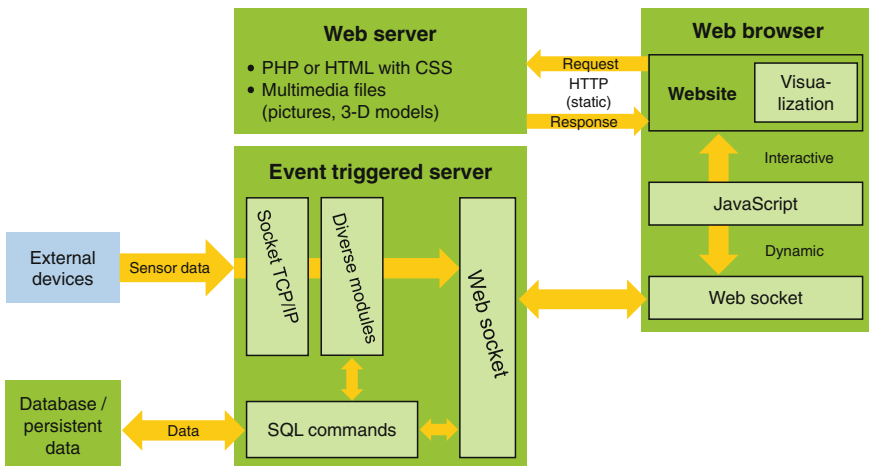 Web server
• PHP or HTML with CSS
• Multimedia files
(pictures, 3-D models)
Request
HTTP
(static)
Response
Web browser
Website
Visua-
lization
Interactive
JavaScript
Dynamic
Web socket
Event triggered server
Socket TCP/IP
Diverse modules
Web socket
SQL commands
External
devices
Sensor data
Database /
persistent
data
Data